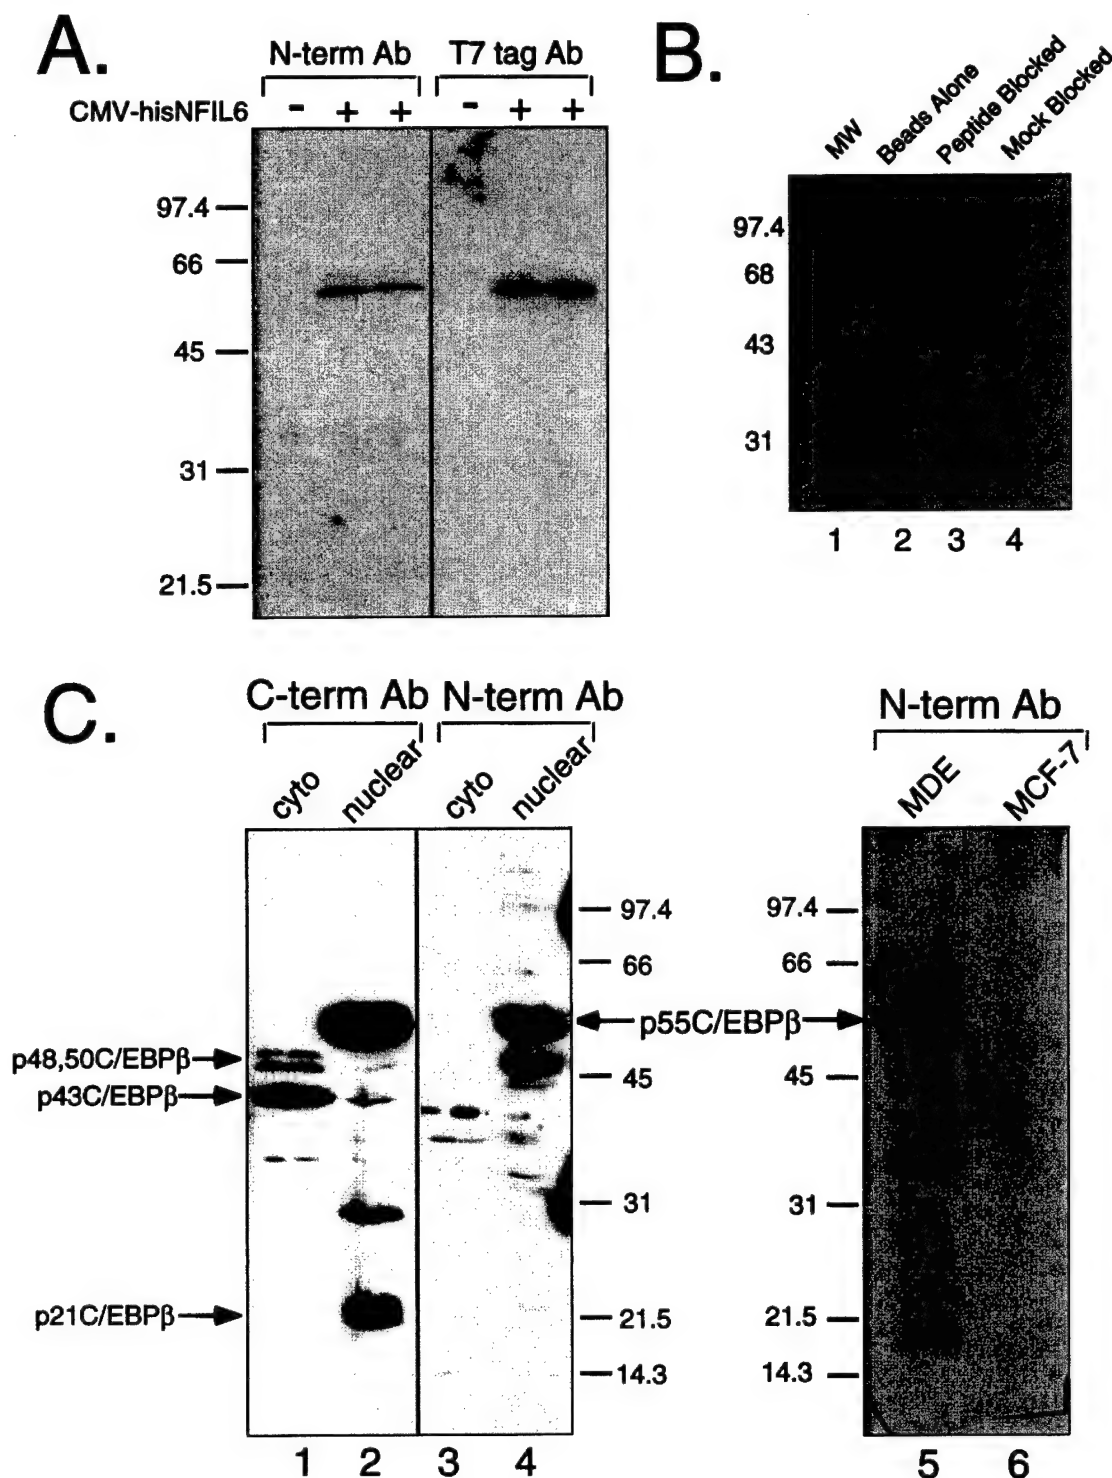 A.
N-term Ab T7 tag Ab
CMV-hisNFIL6 - + + - + +
97.4
66
45
31
21.5
B.
MW
Beads Alone
Peptide Blocked
Mock Blocked
97.4
68
43
31
1 2 3 4
C.
C-term Ab N-term Ab
cyto nuclear cyto nuclear
97.4
66
p55C/EBPβ
p48,50C/EBPβ
45
p43C/EBPβ
31
p21C/EBPβ
21.5
14.3
1 2 3 4
N-term Ab
MDE MCF-7
97.4
66
45
31
21.5
14.3
5 6